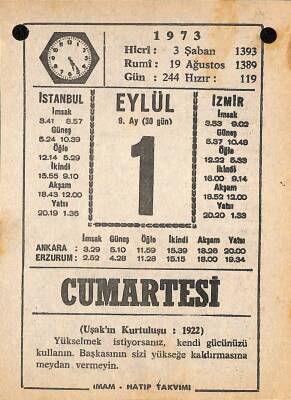 1973
Hicrî : 3 Şaban 1393
Rumî : 19 Ağustos 1389
Gün : 244 Hızır : 119
İSTANBUL
İmsak
3.41 8.57
Güneş
5.24 10.39
Öğle
12.14 5.29
İkindi
15.55 9.10
Akşam
18.43 12.00
Yatsı
20.19 1.36
EYLÜL
9. Ay (30 gün)
1
İZMİR
İmsak
3.53 9.02
Güneş
5.37 10.48
Öğle
12.22 5.33
İkindi
16.00 9.14
Akşam
18.52 12.00
Yatsı
20.20 1.33
İmsak Güneş Öğle İkindi Akşam Yatsı
ANKARA : 3.29 5.10 11.59 15.39 18.26 20.00
ERZURUM : 2.52 4.28 11.28 15.15 18.00 19.34
CUMARTESİ
(Uşak'ın Kurtuluşu : 1922)
Yükselmek istiyorsanız, kendi gücünüzü
kullanın. Başkasının sizi yükseğe kaldırmasına
meydan vermeyin.
İMAM - HATİP TAKVİMİ